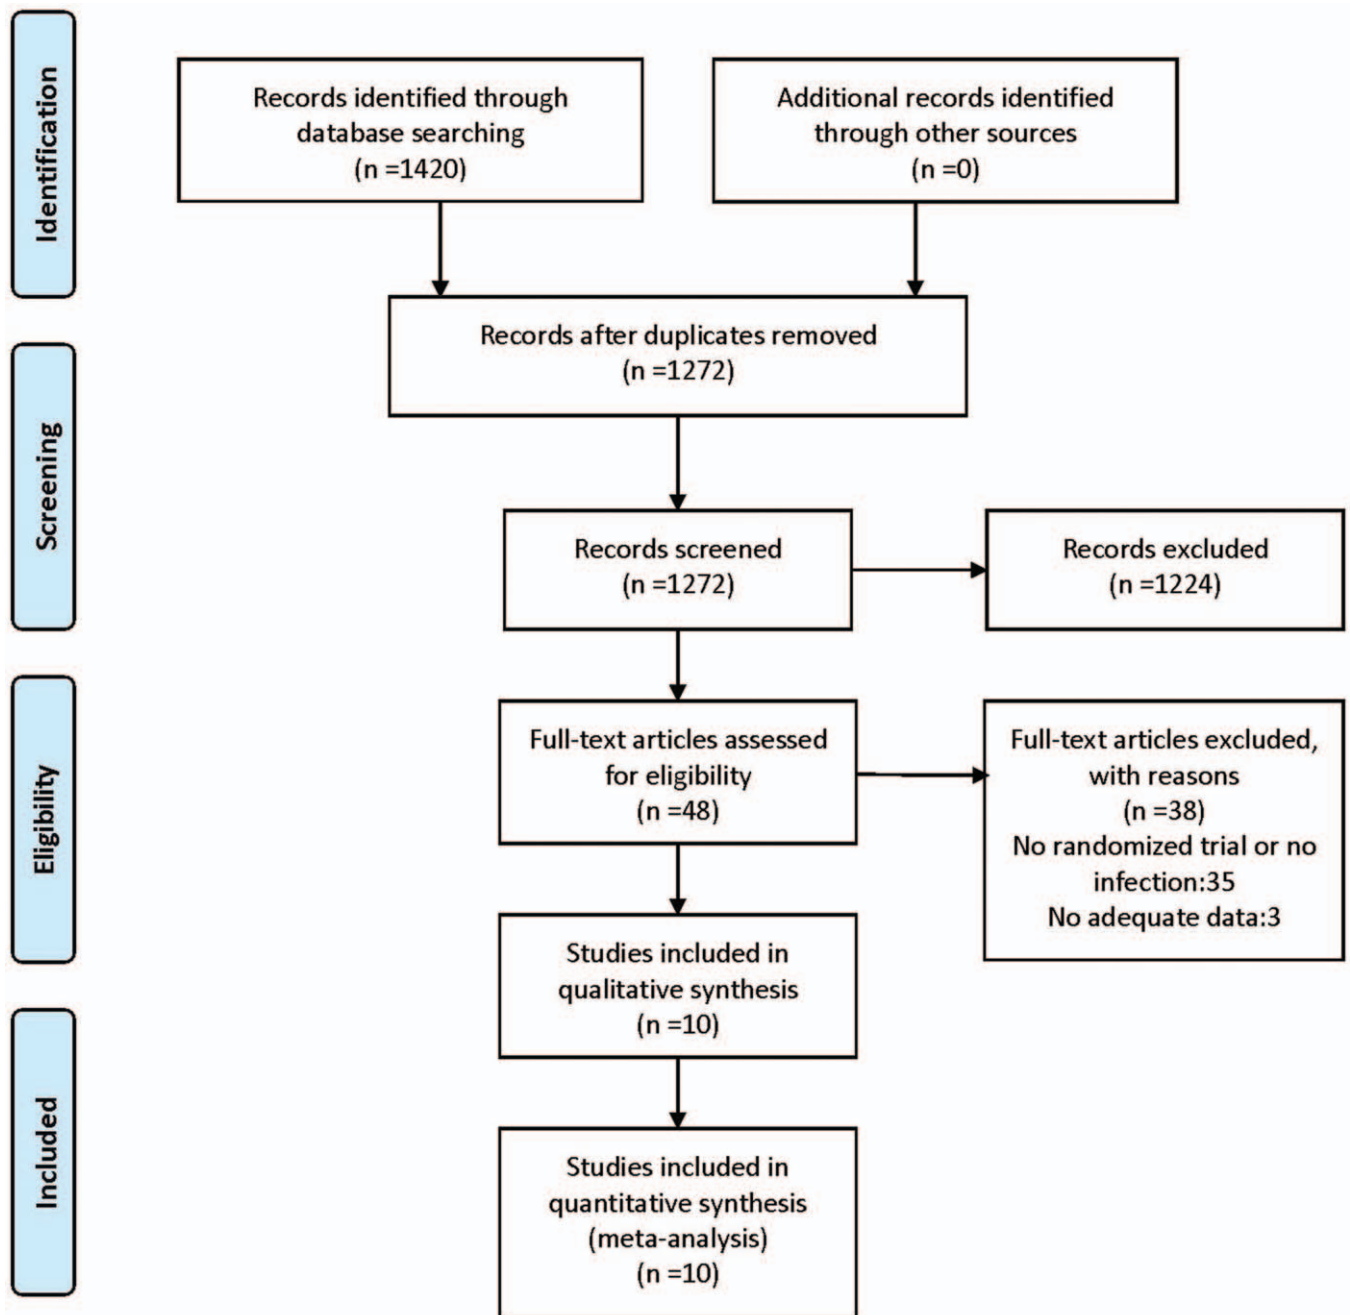 Identification
Records identified through
database searching
(n =1420)
Additional records identified
through other sources
(n =0)
Records after duplicates removed
(n =1272)
Screening
Records screened
(n =1272)
Records excluded
(n =1224)
Eligibility
Full-text articles assessed
for eligibility
(n =48)
Full-text articles excluded,
with reasons
(n =38)
No randomized trial or no
infection:35
No adequate data:3
Studies included in
qualitative synthesis
(n =10)
Included
Studies included in
quantitative synthesis
(meta-analysis)
(n =10)